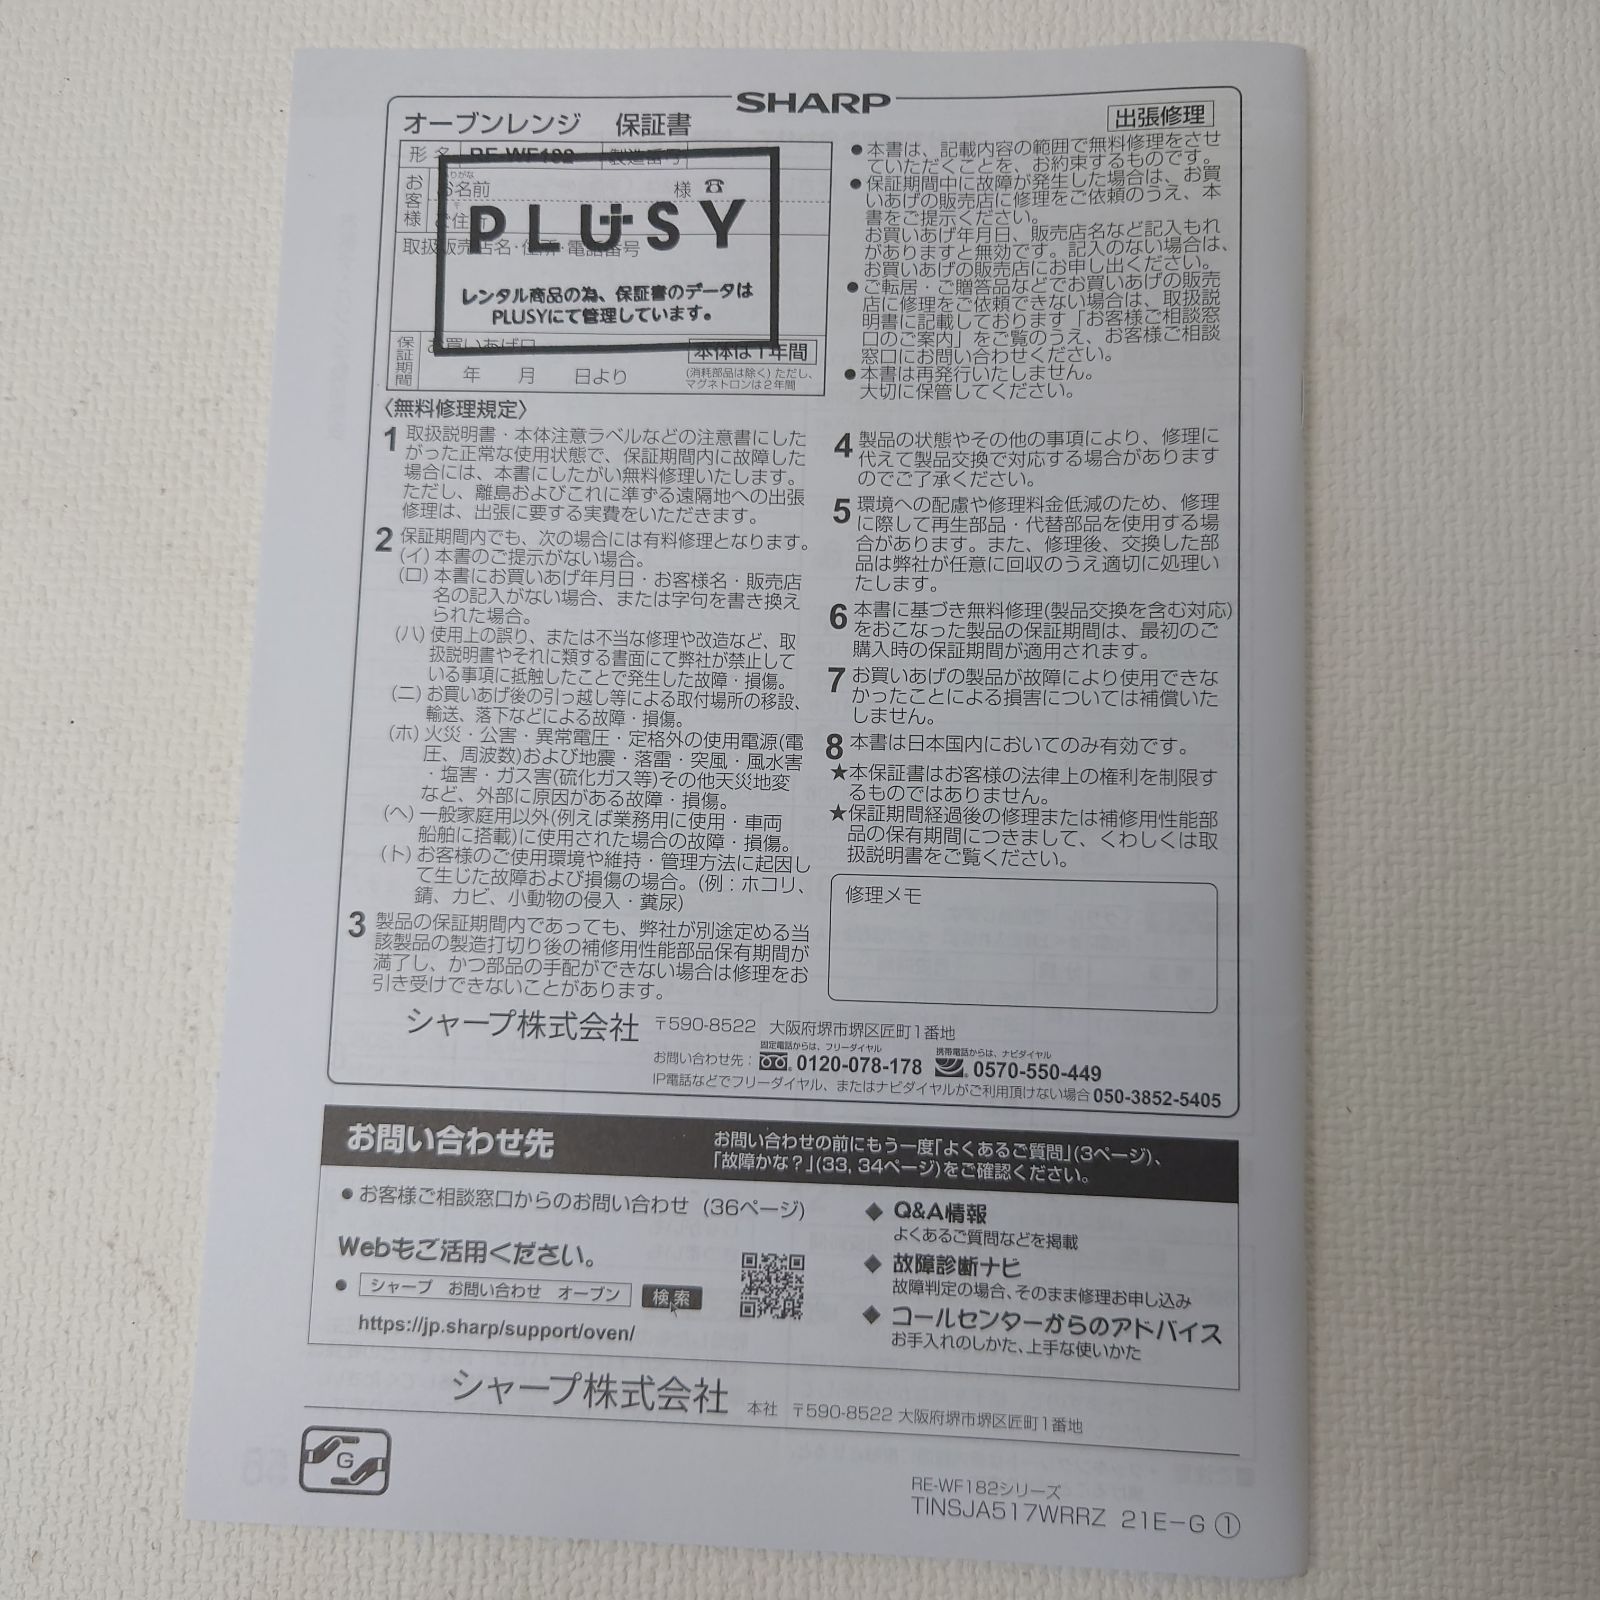 SHARP
オーブンレンジ 保証書
出張修理
形名 RE-WF182 製造番号
お客様
お名前 様 ☎
ご住所
取扱販売店名・住所・電話番号
PLUSY
レンタル商品の為、保証書のデータは
PLUSYにて管理しています。
保証期間
お買いあげ日
年 月 日より
本体は1年間
(消耗部品は除く)ただし、
マグネトロンは2年間
●本書は、記載内容の範囲で無料修理をさせ
ていただくことを、お約束するものです。
●保証期間中に故障が発生した場合は、お買
いあげの販売店に修理をご依頼のうえ、本
書をご提示ください。
お買いあげ年月日、販売店名など記入もれ
がありますと無効です。記入のない場合は、
お買いあげの販売店にお申し出ください。
●ご転居・ご贈答品などでお買いあげの販売
店に修理をご依頼できない場合は、取扱説
明書に記載しております「お客様ご相談窓
口のご案内」をご覧のうえ、お客様ご相談
窓口にお問い合わせください。
●本書は再発行いたしません。
大切に保管してください。
〈無料修理規定〉
1 取扱説明書・本体注意ラベルなどの注意書にした
がった正常な使用状態で、保証期間内に故障した
場合には、本書にしたがい無料修理いたします。
ただし、離島およびこれに準ずる遠隔地への出張
修理は、出張に要する実費をいただきます。
2 保証期間内でも、次の場合には有料修理となります。
(イ)本書のご提示がない場合。
(ロ)本書にお買いあげ年月日・お客様名・販売店
名の記入がない場合、または字句を書き換え
られた場合。
(ハ)使用上の誤り、または不当な修理や改造など、取
扱説明書やそれに類する書面にて弊社が禁止して
いる事項に抵触したことで発生した故障・損傷。
(ニ)お買いあげ後の引っ越し等による取付場所の移設、
輸送、落下などによる故障・損傷。
(ホ)火災・公害・異常電圧・定格外の使用電源(電
圧、周波数)および地震・落雷・突風・風水害
・塩害・ガス害(硫化ガス等)その他天災地変
など、外部に原因がある故障・損傷。
(ヘ)一般家庭用以外(例えば業務用に使用・車両
船舶に搭載)に使用された場合の故障・損傷。
(ト)お客様のご使用環境や維持・管理方法に起因し
て生じた故障および損傷の場合。(例:ホコリ、
錆、カビ、小動物の侵入・糞尿)
3 製品の保証期間内であっても、弊社が別途定める当
該製品の製造打切り後の補修用性能部品保有期間が
満了し、かつ部品の手配ができない場合は修理をお
引き受けできないことがあります。
4 製品の状態やその他の事項により、修理に
代えて製品交換で対応する場合があります
のでご了承ください。
5 環境への配慮や修理料金低減のため、修理
に際して再生部品・代替部品を使用する場
合があります。また、修理後、交換した部
品は弊社が任意に回収のうえ適切に処理い
たします。
6 本書に基づき無料修理(製品交換を含む対応)
をおこなった製品の保証期間は、最初のご
購入時の保証期間が適用されます。
7 お買いあげの製品が故障により使用できな
かったことによる損害については補償いた
しません。
8 本書は日本国内においてのみ有効です。
★本保証書はお客様の法律上の権利を制限す
るものではありません。
★保証期間経過後の修理または補修用性能部
品の保有期間につきまして、くわしくは取
扱説明書をご覧ください。
修理メモ
シャープ株式会社 〒590-8522 大阪府堺市堺区匠町1番地
固定電話からは、フリーダイヤル 携帯電話からは、ナビダイヤル
お問い合わせ先: 0120-078-178 0570-550-449
IP電話などでフリーダイヤル、またはナビダイヤルがご利用頂けない場合 050-3852-5405
お問い合わせ先
お問い合わせの前にもう一度「よくあるご質問」(3ページ)、
「故障かな?」(33, 34ページ)をご確認ください。
●お客様ご相談窓口からのお問い合わせ (36ページ)
Webもご活用ください。
● シャープ お問い合わせ オーブン 検索
https://jp.sharp/support/oven/
◆ Q&A情報
よくあるご質問などを掲載
◆ 故障診断ナビ
故障判定の場合、そのまま修理お申し込み
◆ コールセンターからのアドバイス
お手入れのしかた、上手な使いかた
シャープ株式会社 本社 〒590-8522 大阪府堺市堺区匠町1番地
G
RE-WF182シリーズ
TINSJA517WRRZ 21E-G ①